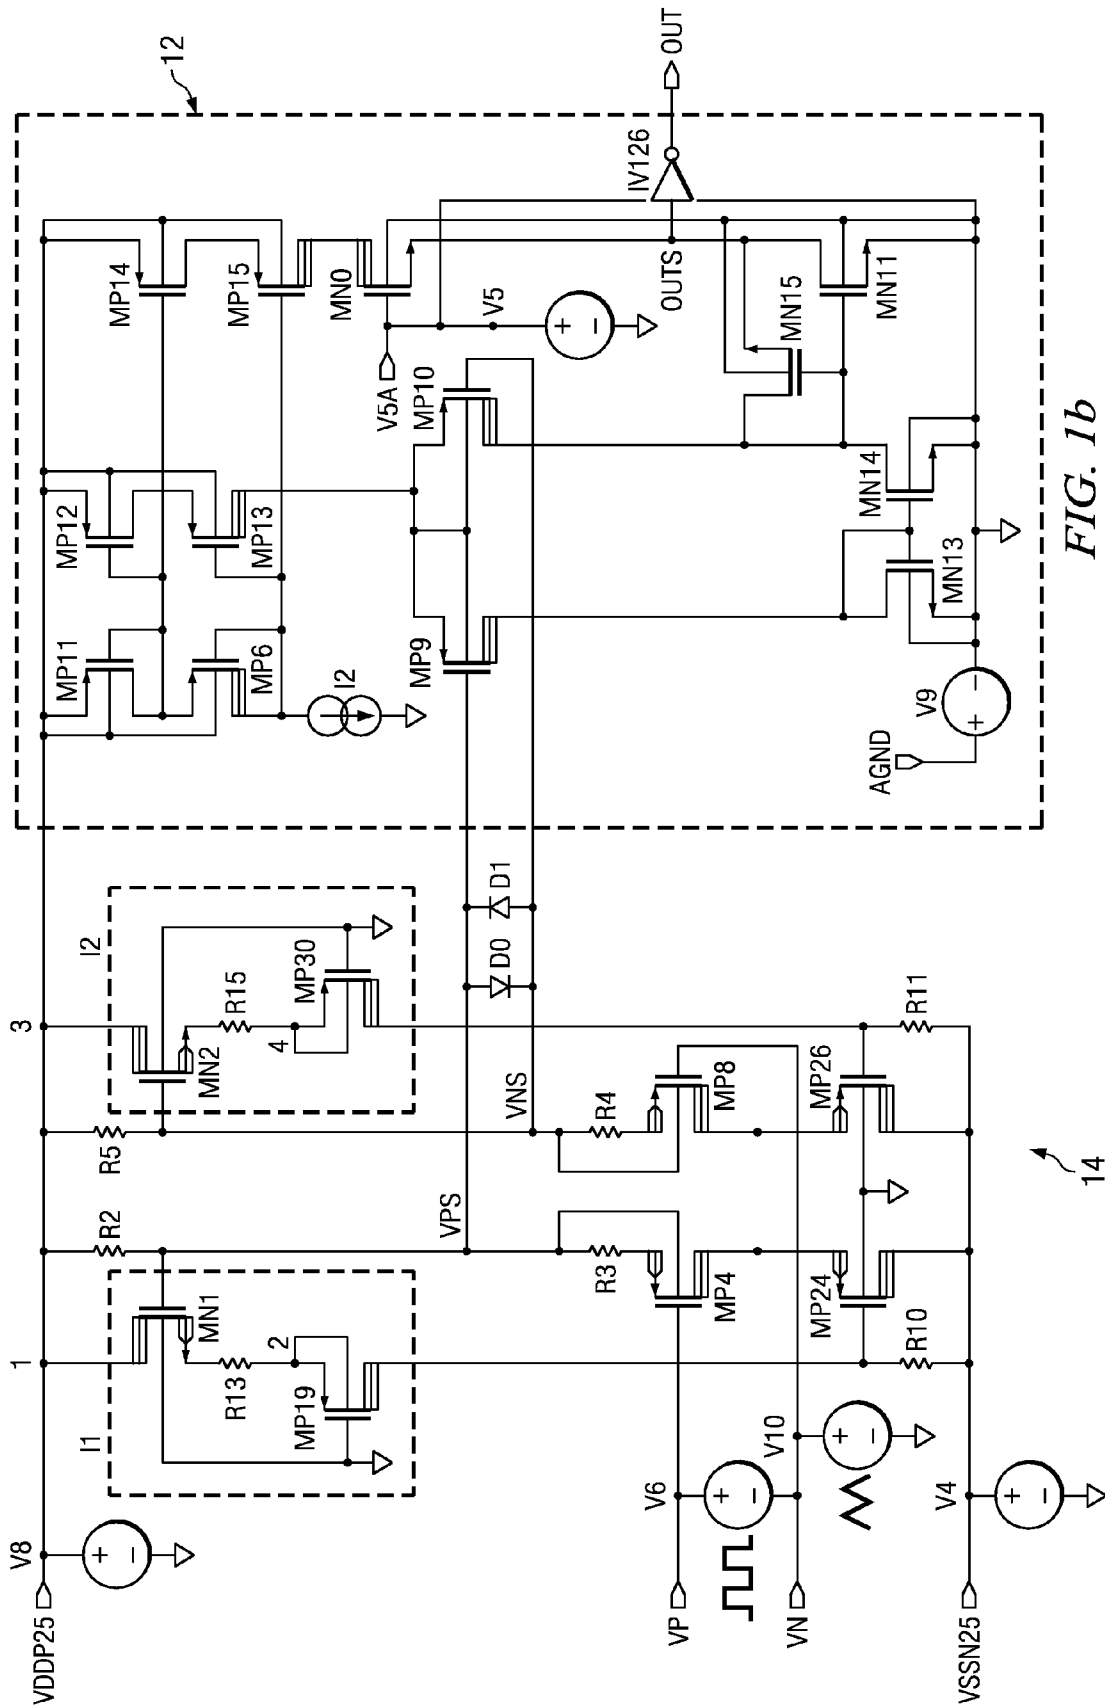 12
VDDP25
V8
1
R2
R5
3
I1
MN1
R13
2
MP19
I2
MN2
R15
4
MP30
VPS
VNS
D0
D1
R3
MP4
R4
MP8
VP
V6
VN
V10
MP24
MP26
R10
R11
VSSN25
V4
14
MP11
MP6
I2
MP12
MP13
MP14
MP15
MN0
V5A
V5
MP9
MP10
OUTS
IV126
OUT
MN15
MN11
MN14
MN13
V9
AGND
FIG. 1b